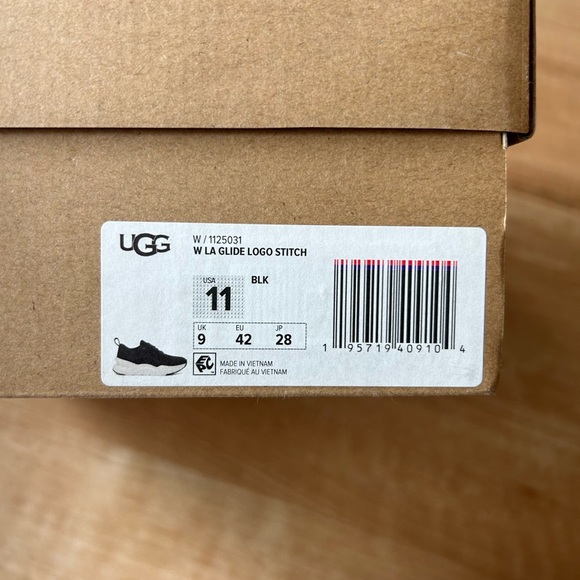 UGG
W / 1125031
W LA GLIDE LOGO STITCH
USA
11
BLK
UK EU JP
9 42 28
MADE IN VIETNAM
FABRIQUÉ AU VIETNAM
1 95719 40910 4